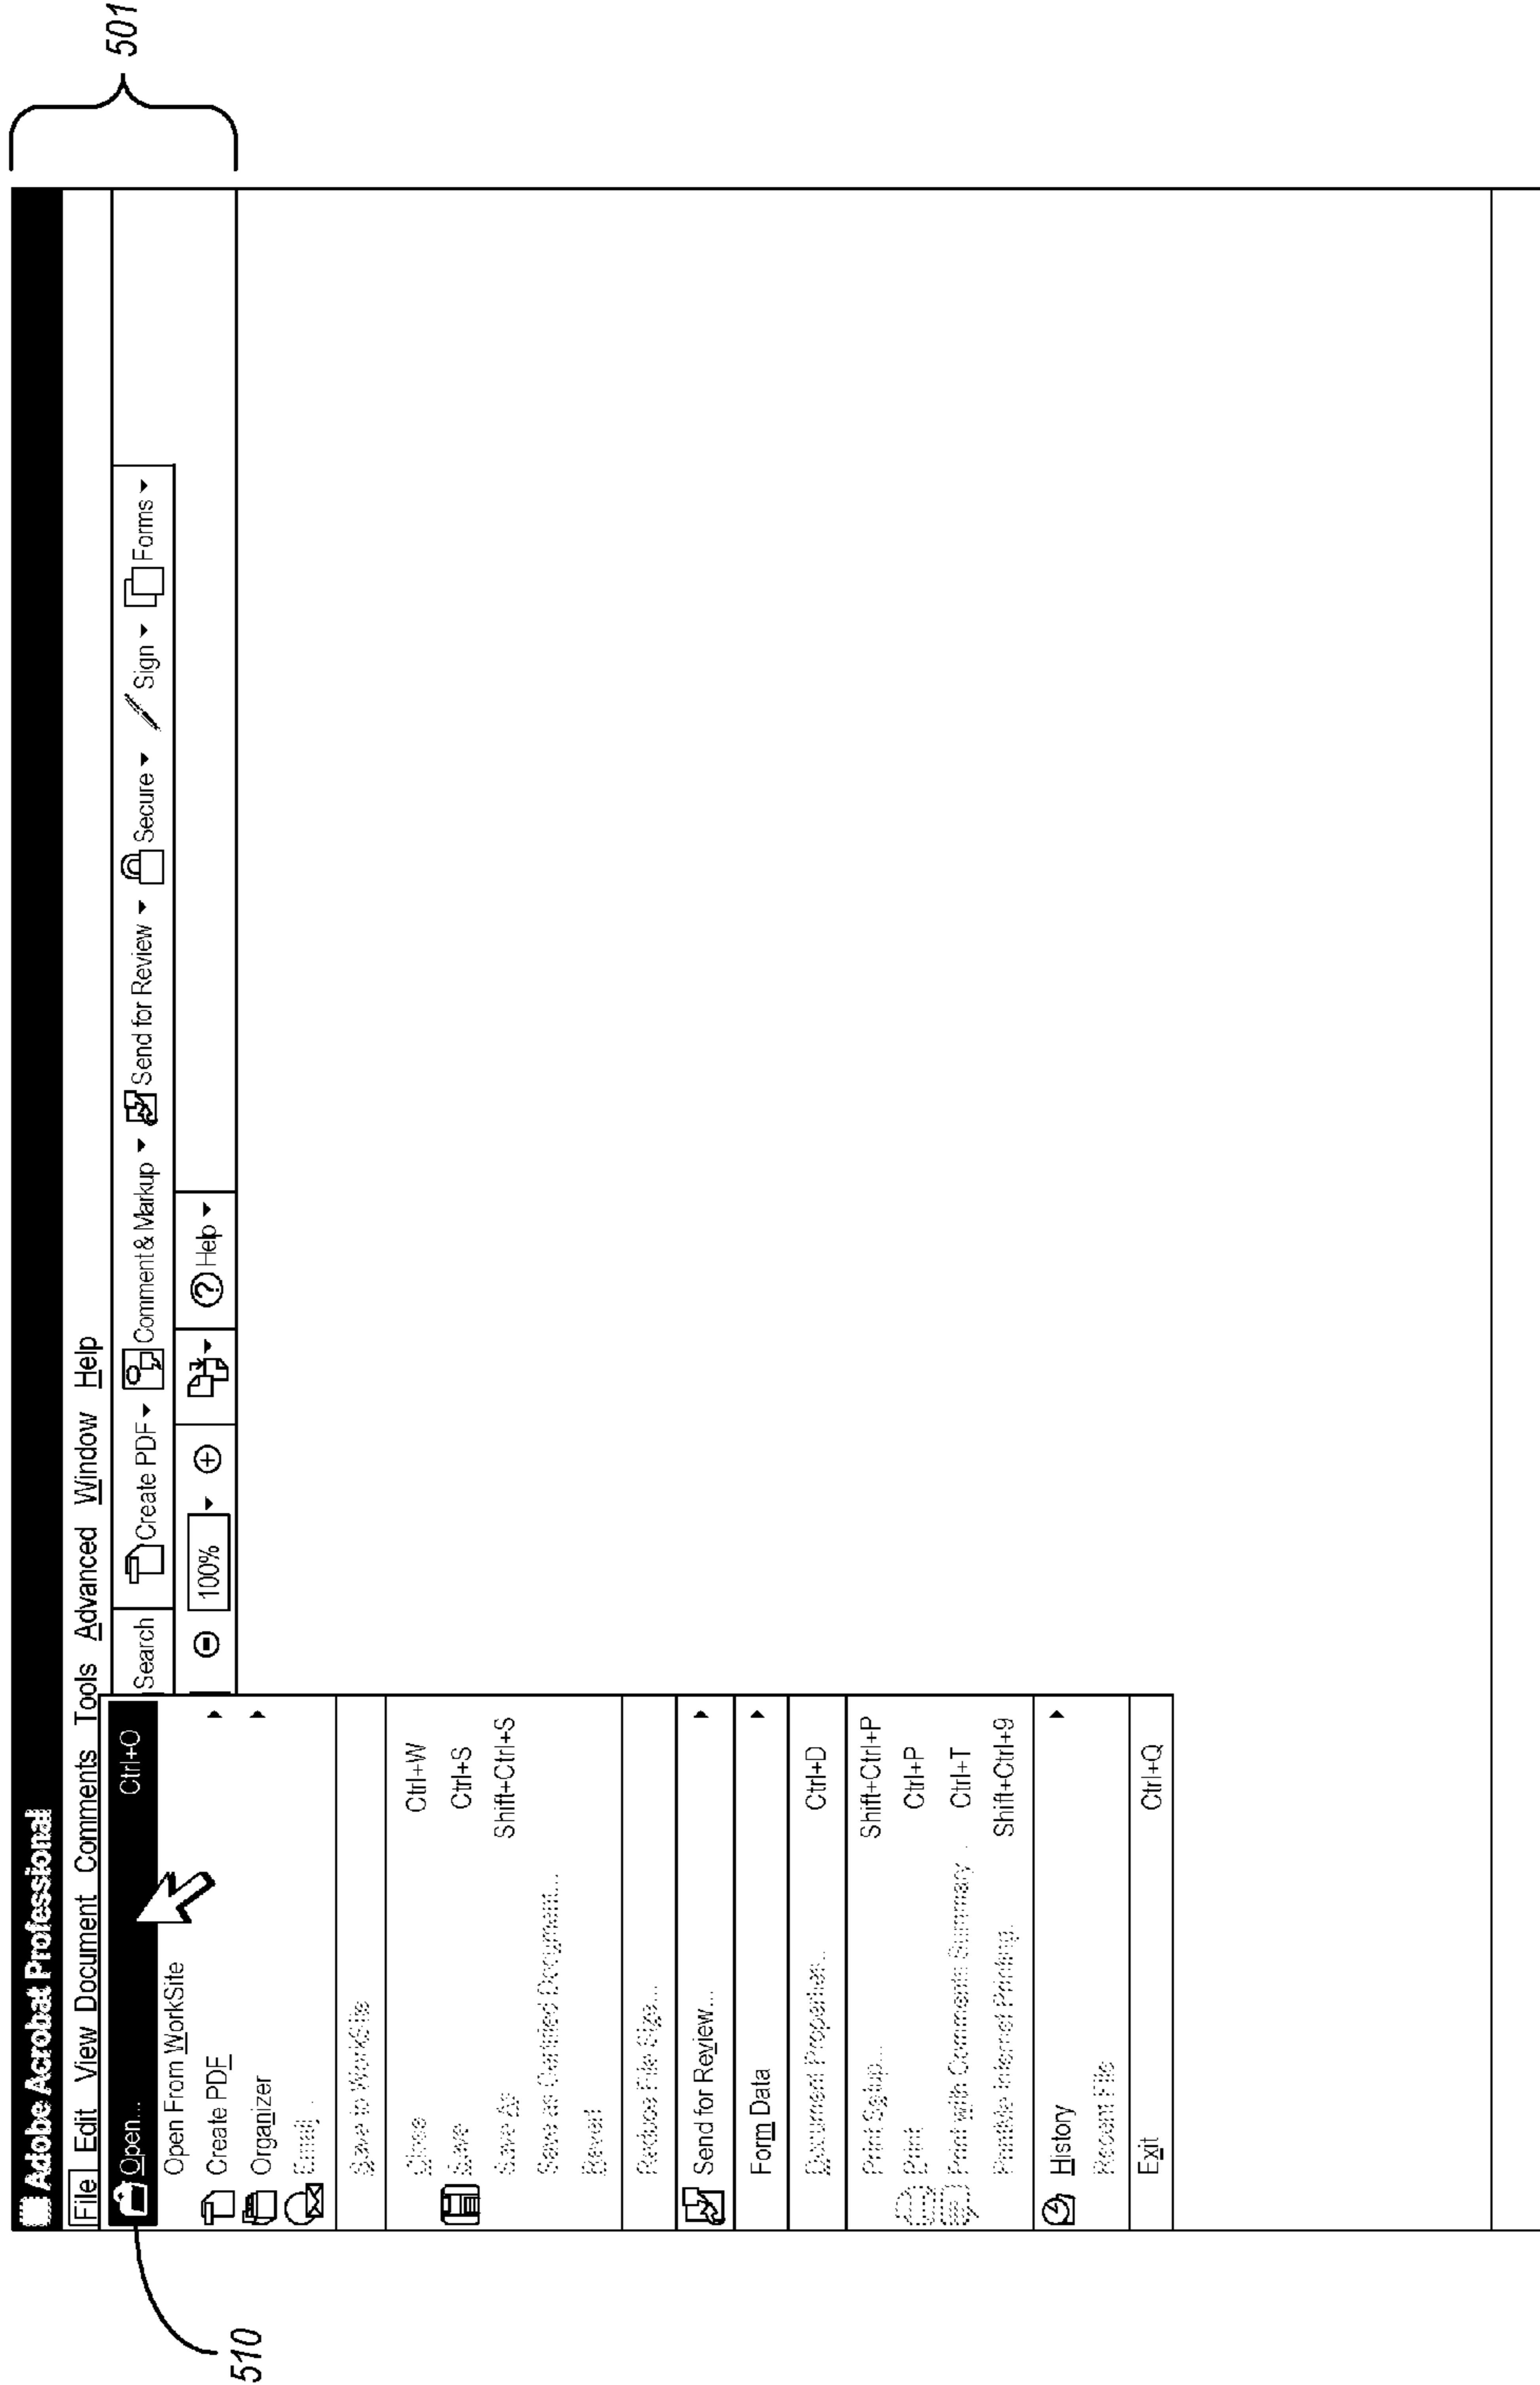 501
Adobe Acrobat Professional
File Edit View Document Comments Tools Advanced Window Help
Open... Ctrl+O
Search Create PDF Comment & Markup Send for Review Secure Sign Forms
Open From WorkSite
100% Help
Create PDF
Organizer
Email...
Save to WorkSite
Close Ctrl+W
Save Ctrl+S
Save As Shift+Ctrl+S
Save as Certified Document...
Revert
Reduce File Size...
Send for Review...
Form Data
Document Properties... Ctrl+D
Print Setup... Shift+Ctrl+P
Print Ctrl+P
Print with Comments Summary... Ctrl+T
PrintMe Internet Printing. Shift+Ctrl+9
History
Recent File
Exit Ctrl+Q
510